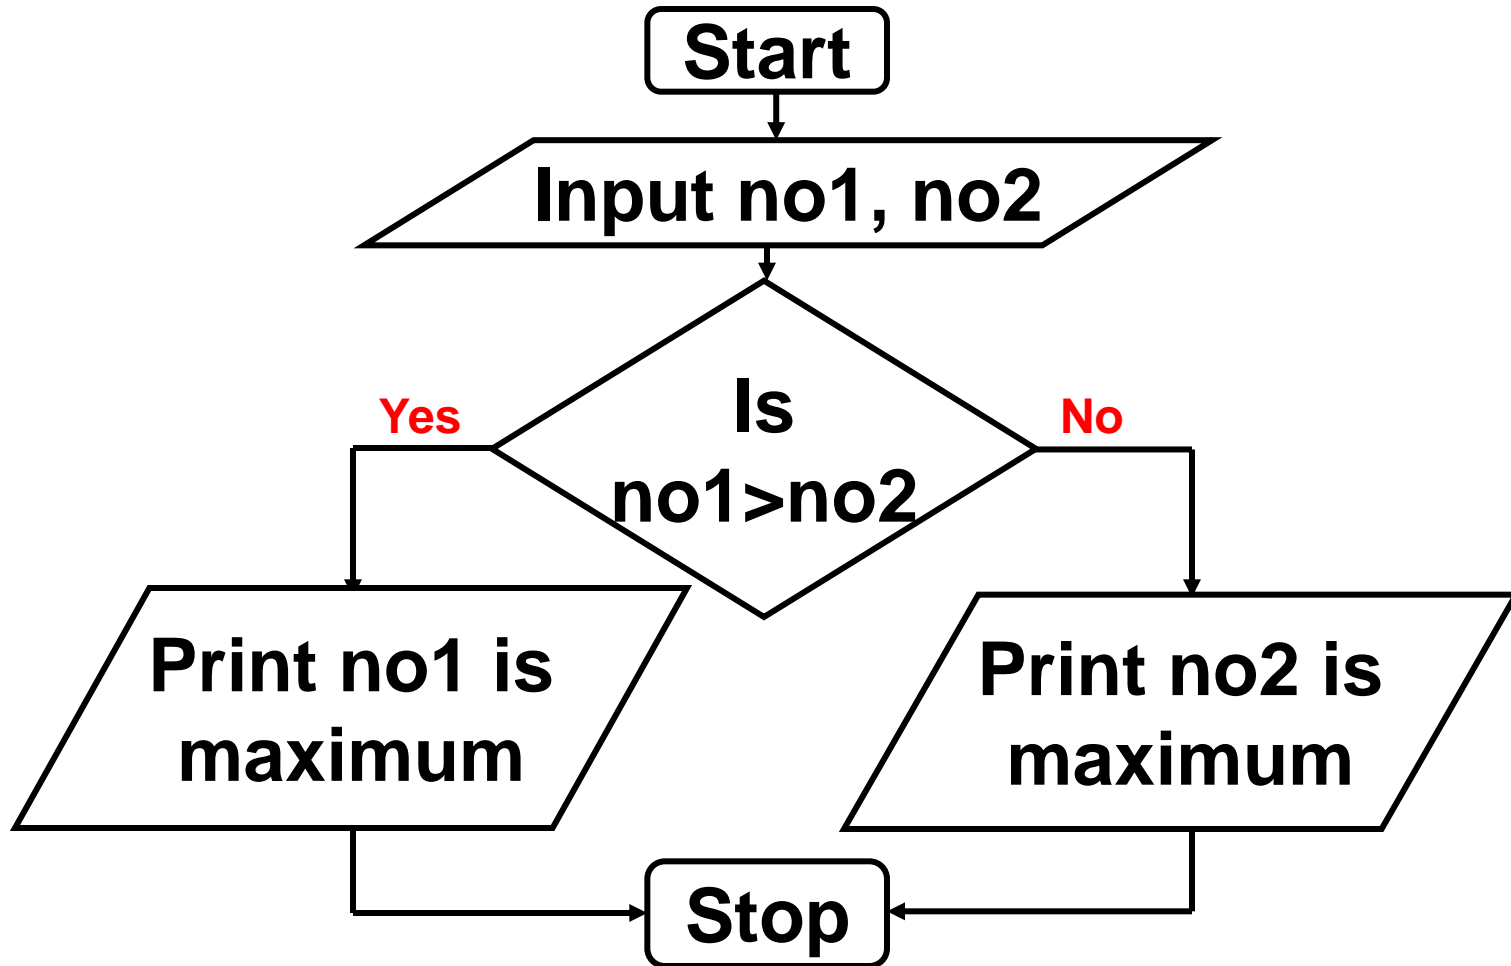 Start
Input no1, no2
Is
no1>no2
Yes
No
Print no1 is
maximum
Print no2 is
maximum
Stop